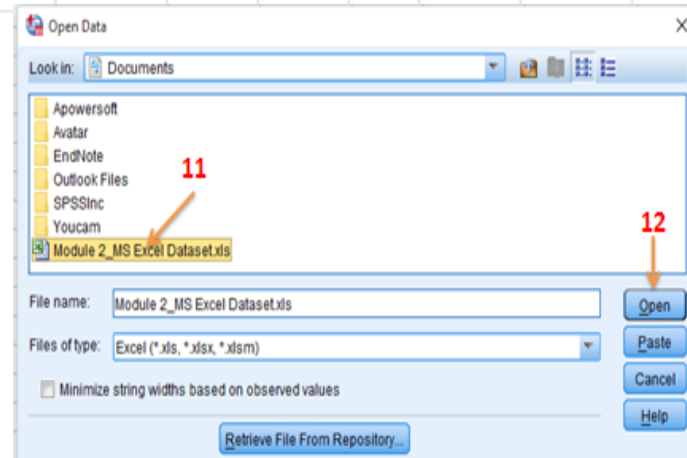 Open Data
Look in: Documents
Apowersoft
Avatar
EndNote
Outlook Files
SPSSInc
Youcam
Module 2_MS Excel Dataset.xls
11
12
File name: Module 2_MS Excel Dataset.xls
Open
Files of type: Excel (*.xls, *.xlsx, *.xlsm)
Paste
Minimize string widths based on observed values
Cancel
Help
Retrieve File From Repository...